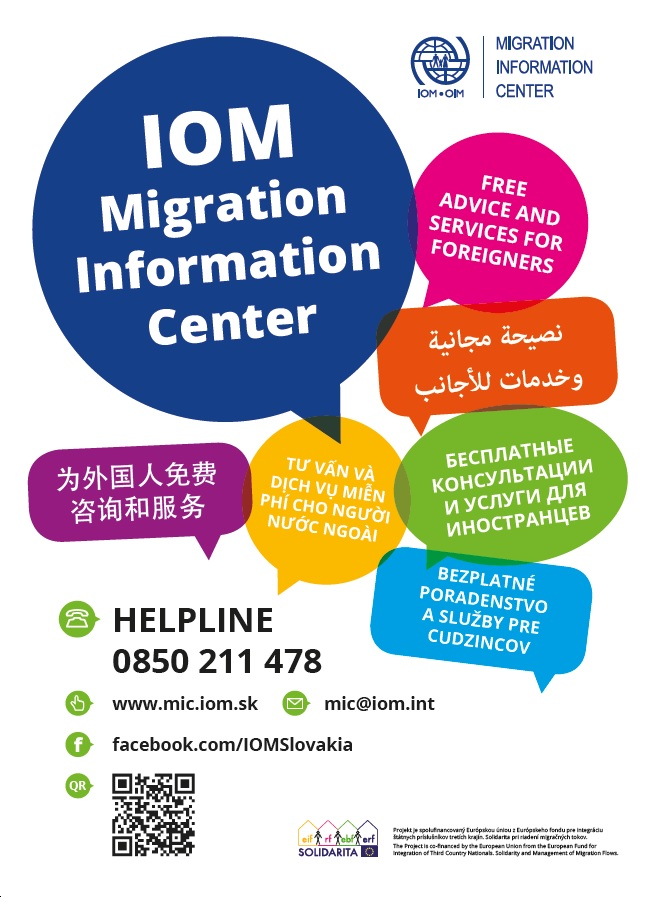 IOM • OIM
MIGRATION
INFORMATION
CENTER
IOM
Migration
Information
Center
FREE
ADVICE AND
SERVICES FOR
FOREIGNERS
نصيحة مجانية
وخدمات للأجانب
БЕСПЛАТНЫЕ
КОНСУЛЬТАЦИИ
И УСЛУГИ ДЛЯ
ИНОСТРАНЦЕВ
为外国人免费
咨询和服务
TƯ VẤN VÀ
DỊCH VỤ MIỄN
PHÍ CHO NGƯỜI
NƯỚC NGOÀI
BEZPLATNÉ
PORADENSTVO
A SLUŽBY PRE
CUDZINCOV
HELPLINE
0850 211 478
www.mic.iom.sk
mic@iom.int
f
facebook.com/IOMSlovakia
QR
eif rf ebf erf
SOLIDARITA
Projekt je spolufinancovaný Európskou úniou z Európskeho fondu pre integráciu
štátnych príslušníkov tretích krajín. Solidarita pri riadení migračných tokov.
The Project is co-financed by the European Union from the European Fund for
Integration of Third Country Nationals. Solidarity and Management of Migration Flows.